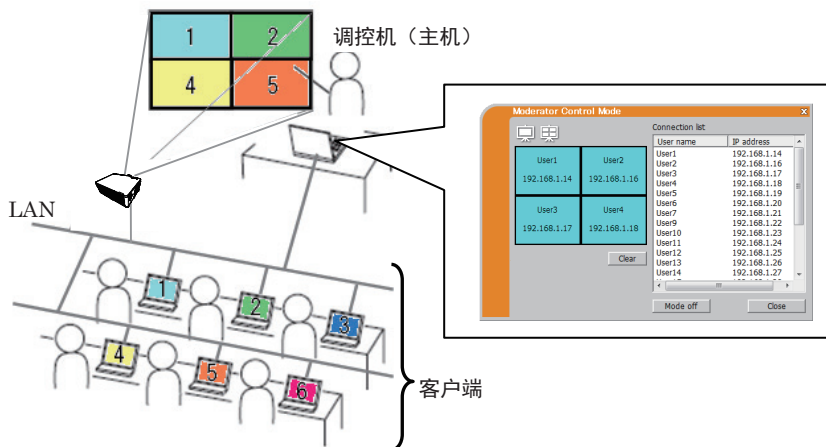 1 2
4 5
调控机（主机）
Moderator Control Mode x
Connection list
User name IP address
User1 192.168.1.14
User2 192.168.1.16
User3 192.168.1.17
User4 192.168.1.18
User5 192.168.1.19
User6 192.168.1.20
User7 192.168.1.21
User9 192.168.1.22
User10 192.168.1.23
User11 192.168.1.24
User12 192.168.1.25
User13 192.168.1.26
User14 192.168.1.27
User1 User2
192.168.1.14 192.168.1.16
User3 User4
192.168.1.17 192.168.1.18
Clear
Mode off Close
LAN
1
2
3
4
5
6
客户端